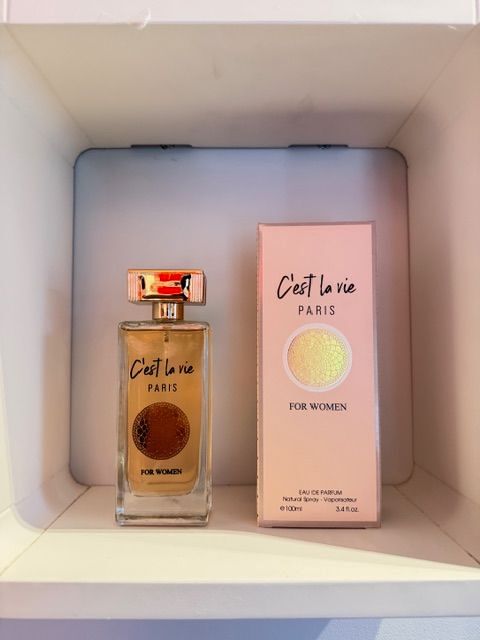 C'est la vie
PARIS
FOR WOMEN
C'est la vie
PARIS
FOR WOMEN
EAU DE PARFUM
Natural Spray - Vaporisateur
℮100ml 3.4 fl.oz.